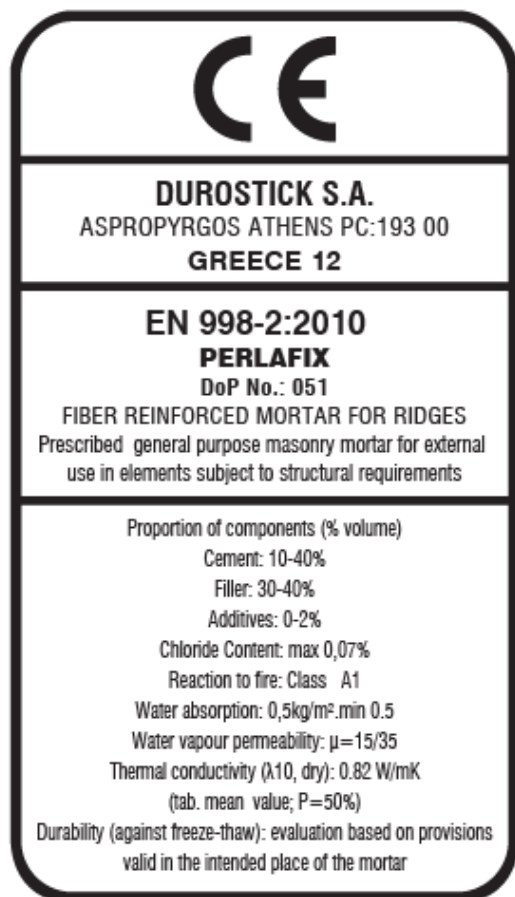 CE
DUROSTICK S.A.
ASPROPYRGOS ATHENS PC:193 00
GREECE 12
EN 998-2:2010
PERLAFIX
DoP No.: 051
FIBER REINFORCED MORTAR FOR RIDGES
Prescribed general purpose masonry mortar for external
use in elements subject to structural requirements
Proportion of components (% volume)
Cement: 10-40%
Filler: 30-40%
Additives: 0-2%
Chloride Content: max 0,07%
Reaction to fire: Class A1
Water absorption: 0,5kg/m².min 0.5
Water vapour permeability: μ=15/35
Thermal conductivity (λ10, dry): 0.82 W/mK
(tab. mean value; P=50%)
Durability (against freeze-thaw): evaluation based on provisions
valid in the intended place of the mortar